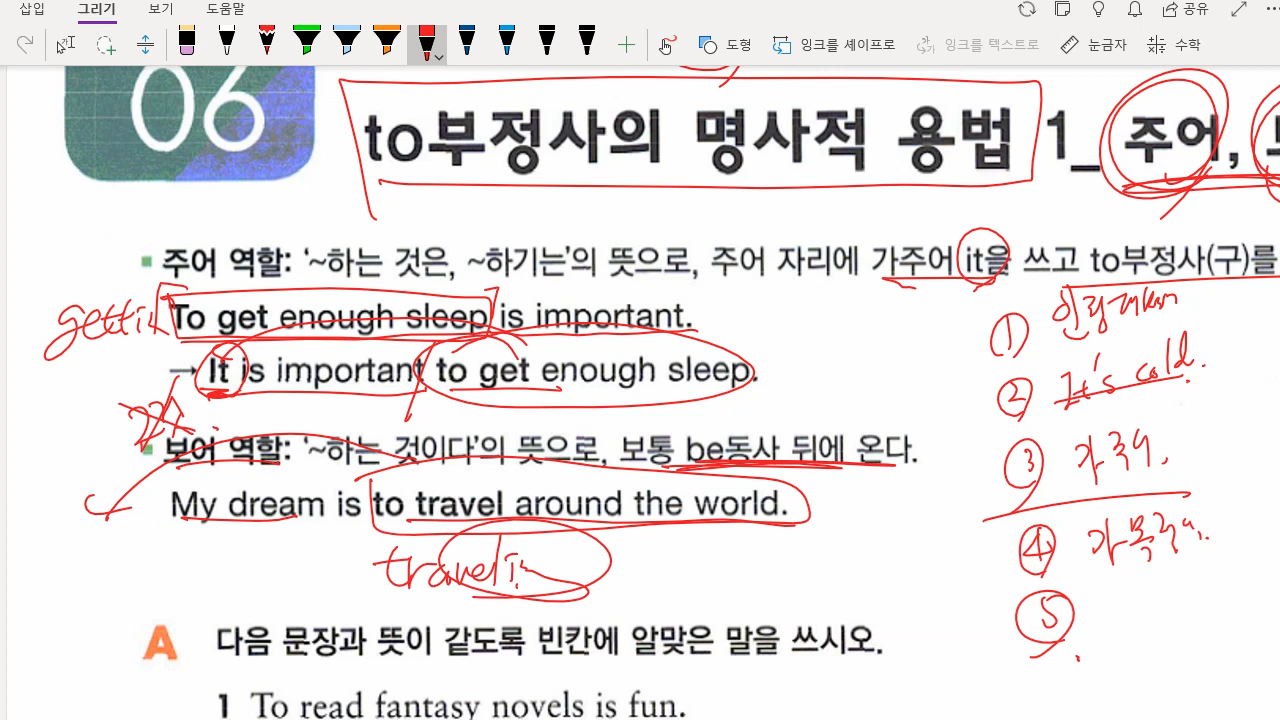 삽입 그리기 보기 도움말 공유
도형 잉크를 셰이프로 잉크를 텍스트로 눈금자 수학
06 to부정사의 명사적 용법 1_ 주어,
주어 역할: '~하는 것은, ~하기는'의 뜻으로, 주어 자리에 가주어 it을 쓰고 to부정사(구)를
To get enough sleep is important.
①
→ It is important to get enough sleep.
② It's cold.
보어 역할: '~하는 것이다'의 뜻으로, 보통 be동사 뒤에 온다.
③ 가주어
My dream is to travel around the world.
④ 가목적어
⑤
A 다음 문장과 뜻이 같도록 빈칸에 알맞은 말을 쓰시오.
1 To read fantasy novels is fun.